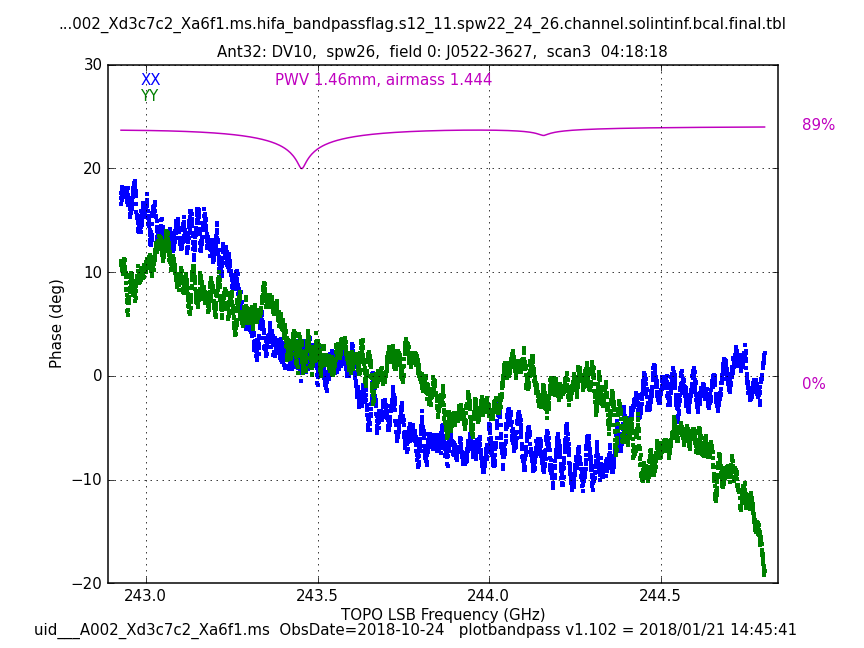 ...002_Xd3c7c2_Xa6f1.ms.hifa_bandpassflag.s12_11.spw22_24_26.channel.solintinf.bcal.final.tbl
Ant32: DV10,  spw26,  field 0: J0522-3627,  scan3  04:18:18
30
XX
PWV 1.46mm, airmass 1.444
YY
89%
20
10
Phase (deg)
0
0%
−10
−20
243.0
243.5
244.0
244.5
TOPO LSB Frequency (GHz)
uid___A002_Xd3c7c2_Xa6f1.ms  ObsDate=2018-10-24   plotbandpass v1.102 = 2018/01/21 14:45:41